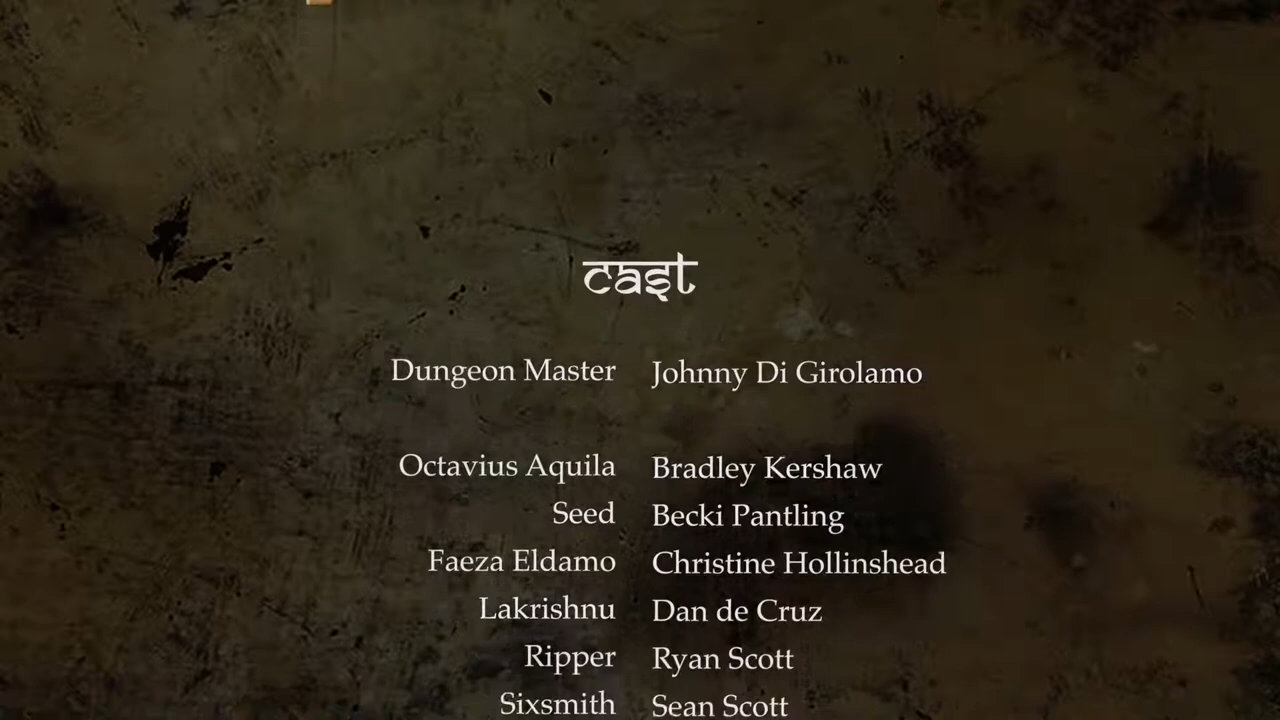 cast
Dungeon Master Johnny Di Girolamo
Octavius Aquila Bradley Kershaw
Seed Becki Pantling
Faeza Eldamo Christine Hollinshead
Lakrishnu Dan de Cruz
Ripper Ryan Scott
Sixsmith Sean Scott